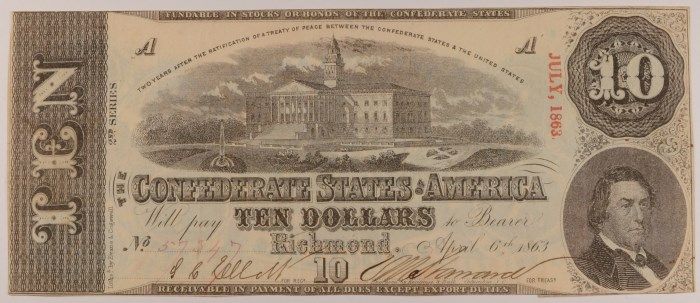 FUNDABLE IN STOCKS OR BONDS OF THE CONFEDERATE STATES
A
A
TWO YEARS AFTER THE RATIFICATION OF A TREATY OF PEACE BETWEEN THE CONFEDERATE STATES & THE UNITED STATES
JULY, 1863.
10
TEN
2ND SERIES
THE
CONFEDERATE STATES OF AMERICA
Will pay TEN DOLLARS to Bearer
No 57347 Richmond. April 6th 1863
FOR REGR.
10
FOR TREASR.
RECEIVABLE IN PAYMENT OF ALL DUES EXCEPT EXPORT DUTIES